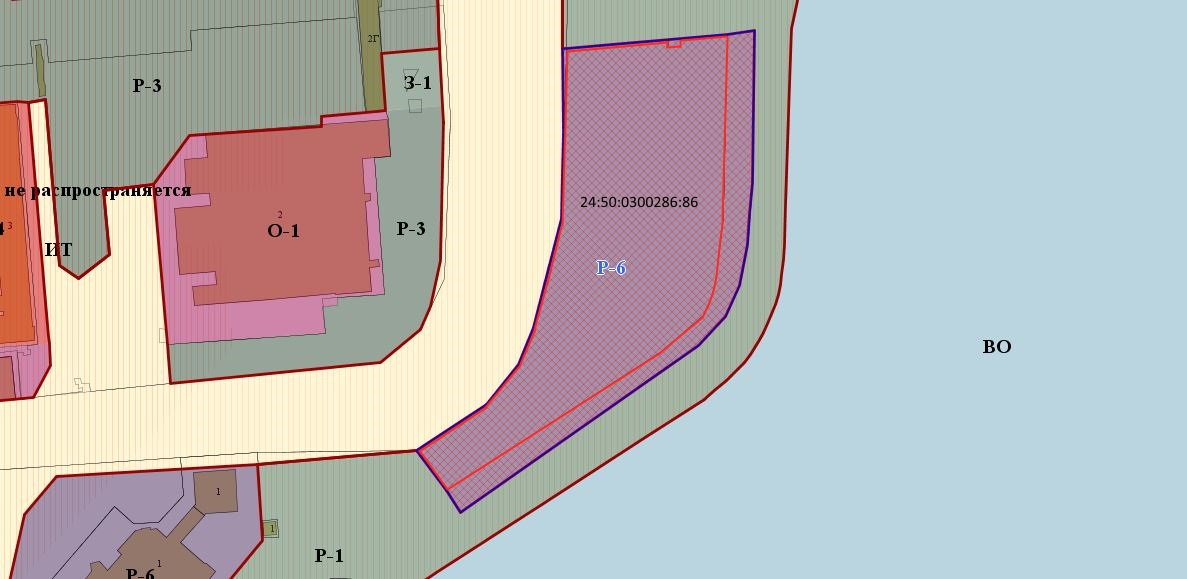 2Г
Р-3
З-1
не распространяется
24:50:0300286:86
2
4 3
О-1
Р-3
ИТ
Р-6
ВО
1
1
Р-1
1
Р-6